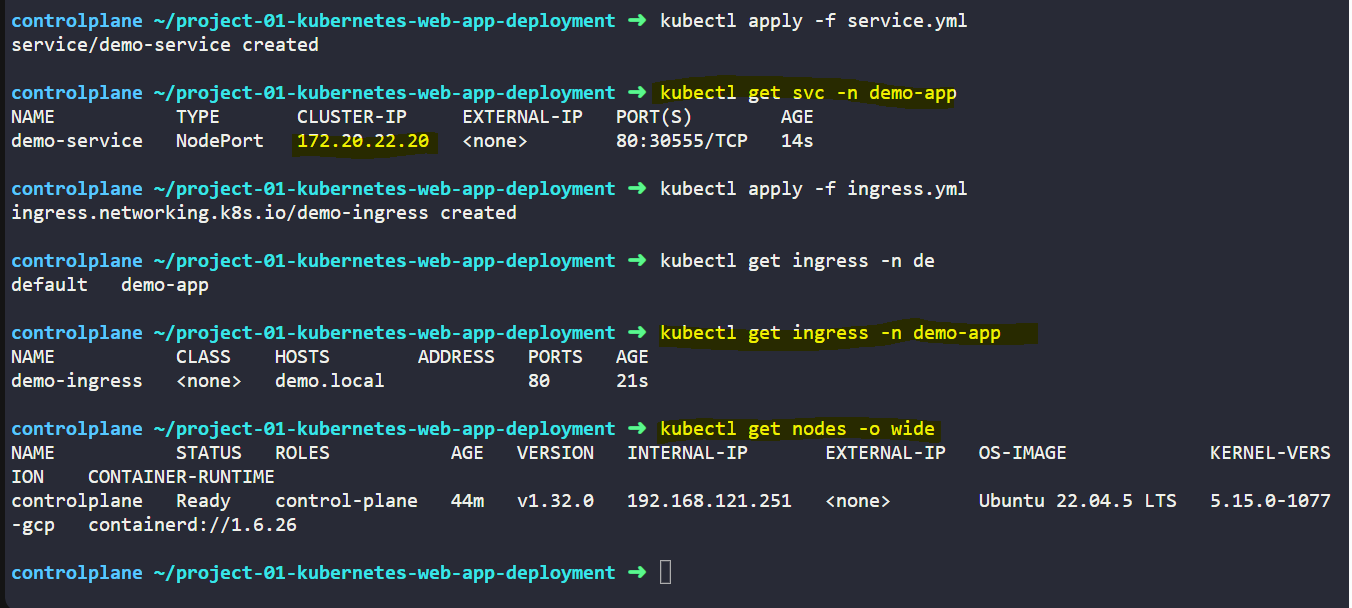 controlplane ~/project-01-kubernetes-web-app-deployment ➜ kubectl apply -f service.yml
service/demo-service created
controlplane ~/project-01-kubernetes-web-app-deployment ➜ kubectl get svc -n demo-app
NAME TYPE CLUSTER-IP EXTERNAL-IP PORT(S) AGE
demo-service NodePort 172.20.22.20 <none> 80:30555/TCP 14s
controlplane ~/project-01-kubernetes-web-app-deployment ➜ kubectl apply -f ingress.yml
ingress.networking.k8s.io/demo-ingress created
controlplane ~/project-01-kubernetes-web-app-deployment ➜ kubectl get ingress -n de
default demo-app
controlplane ~/project-01-kubernetes-web-app-deployment ➜ kubectl get ingress -n demo-app
NAME CLASS HOSTS ADDRESS PORTS AGE
demo-ingress <none> demo.local 80 21s
controlplane ~/project-01-kubernetes-web-app-deployment ➜ kubectl get nodes -o wide
NAME STATUS ROLES AGE VERSION INTERNAL-IP EXTERNAL-IP OS-IMAGE KERNEL-VERS
ION CONTAINER-RUNTIME
controlplane Ready control-plane 44m v1.32.0 192.168.121.251 <none> Ubuntu 22.04.5 LTS 5.15.0-1077
-gcp containerd://1.6.26
controlplane ~/project-01-kubernetes-web-app-deployment ➜